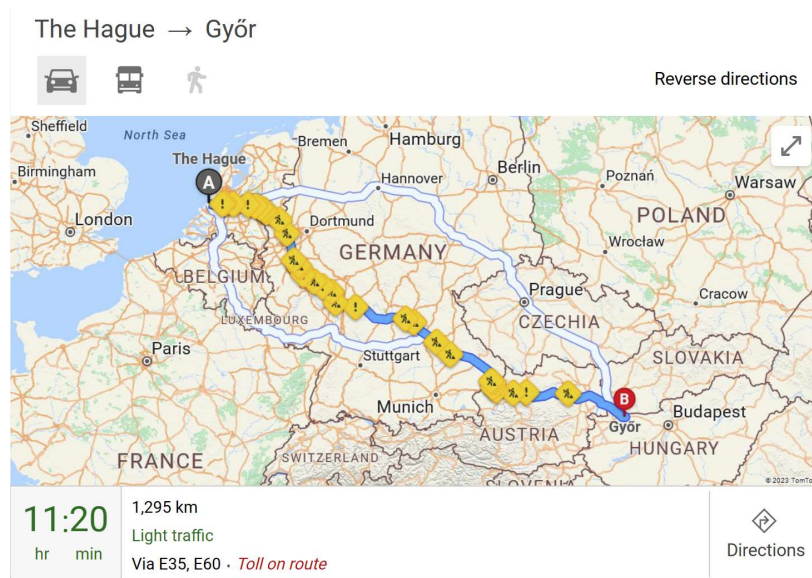 The Hague → Győr
Reverse directions
Sheffield
North Sea
Bremen
Hamburg
The Hague
Birmingham
Hannover
Berlin
Poznań
Warsaw
A
London
Dortmund
POLAND
GERMANY
Wrocław
BELGIUM
Prague
Cracow
LUXEMBOURG
CZECHIA
Paris
Stuttgart
SLOVAKIA
Munich
B
Budapest
Győr
AUSTRIA
HUNGARY
FRANCE
SWITZERLAND
SLOVENIA
© 2023 TomTo
11:20
hr min
1,295 km
Light traffic
Via E35, E60 · Toll on route
Directions